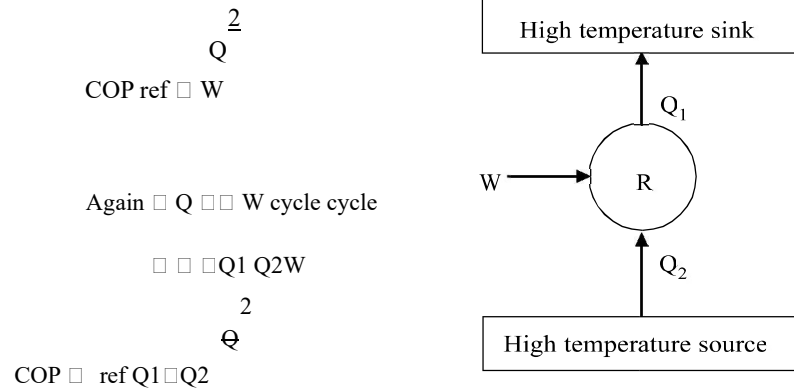 2
Q
COP ref □ W
Again □ Q □□ W cycle cycle
□ □ □Q1 Q2W
2
Q
COP □ ref Q1□Q2
High temperature sink
Q₁
W
R
Q₂
High temperature source